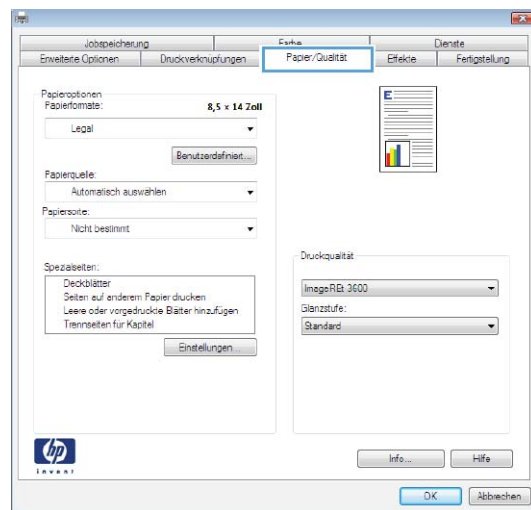 Jobspeicherung Farbe Dienste
Erweiterte Optionen Druckverknüpfungen Papier/Qualität Effekte Fertigstellung
Papieroptionen
Papierformate: 8,5 × 14 Zoll
Legal
Benutzerdefiniert...
Papierquelle:
Automatisch auswählen
Papiersorte:
Nicht bestimmt
Spezialseiten:
Deckblätter
Seiten auf anderem Papier drucken
Leere oder vorgedruckte Blätter hinzufügen
Trennseiten für Kapitel
Einstellungen...
E
Druckqualität
ImageREt 3600
Glanzstufe:
Standard
hp
invent
Info... Hilfe
OK Abbrechen